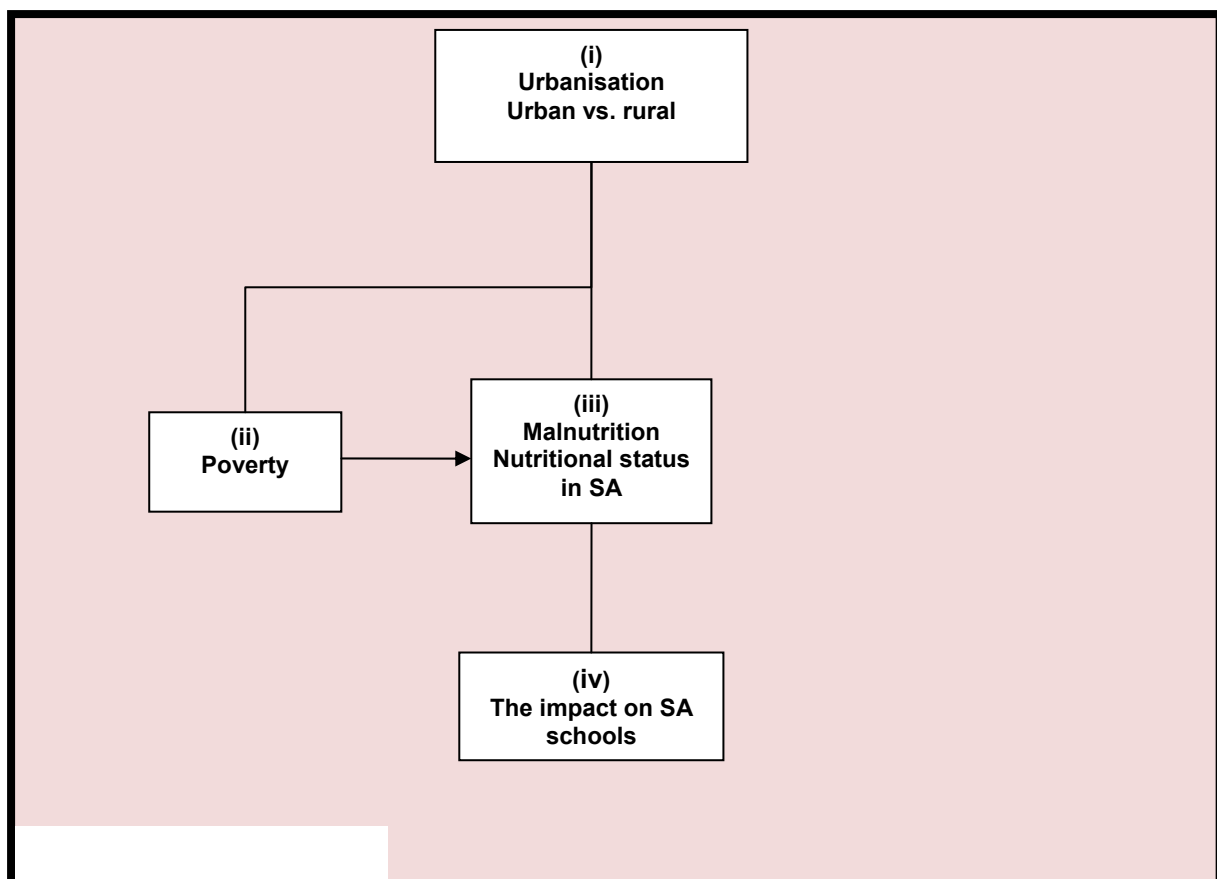 (i)
Urbanisation
Urban vs. rural
(ii)
Poverty
(iii)
Malnutrition
Nutritional status
in SA
(iv)
The impact on SA
schools